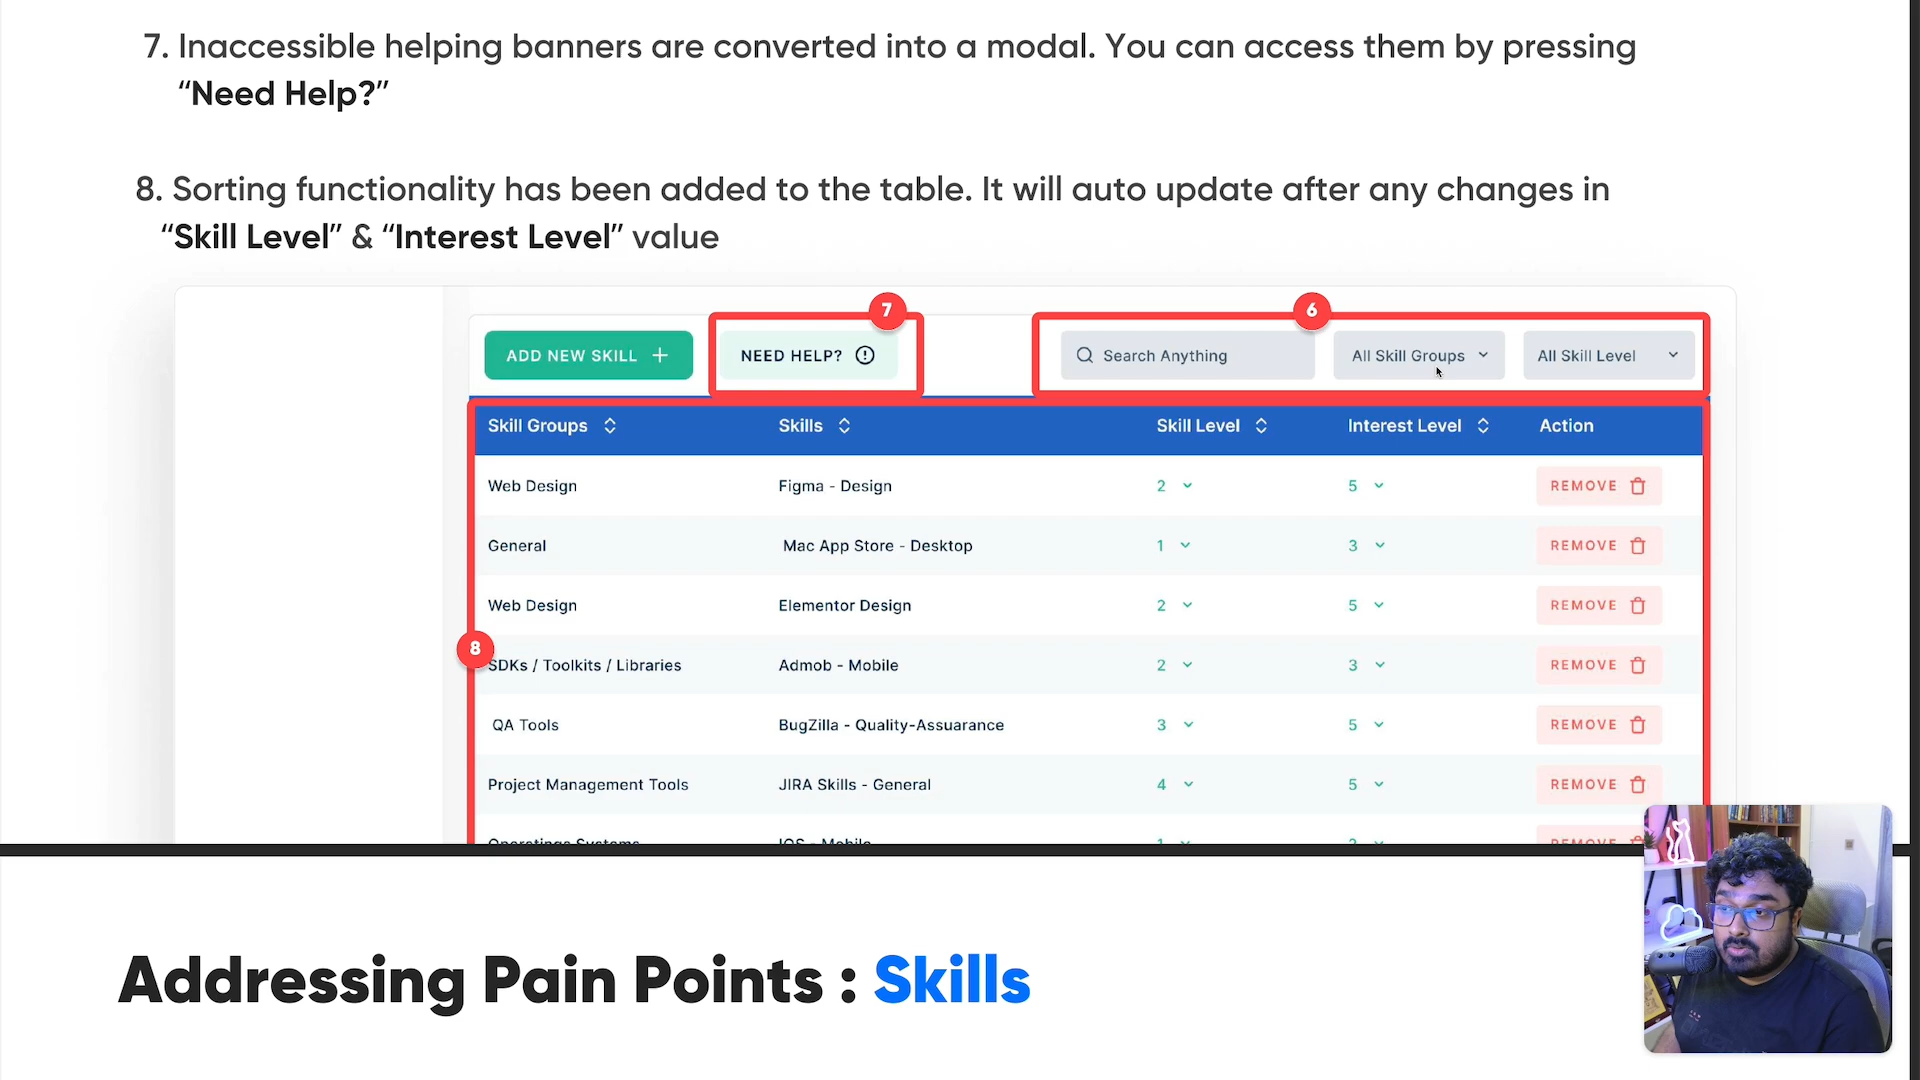 7. Inaccessible helping banners are converted into a modal. You can access them by pressing
“Need Help?”
8. Sorting functionality has been added to the table. It will auto update after any changes in
“Skill Level” & “Interest Level” value
7
6
ADD NEW SKILL +
NEED HELP?
Search Anything
All Skill Groups
All Skill Level
Skill Groups Skills Skill Level Interest Level Action
Web Design Figma - Design 2 5 REMOVE
General Mac App Store - Desktop 1 3 REMOVE
Web Design Elementor Design 2 5 REMOVE
8
SDKs / Toolkits / Libraries Admob - Mobile 2 3 REMOVE
QA Tools BugZilla - Quality-Assuarance 3 5 REMOVE
Project Management Tools JIRA Skills - General 4 5 REMOVE
Addressing Pain Points : Skills